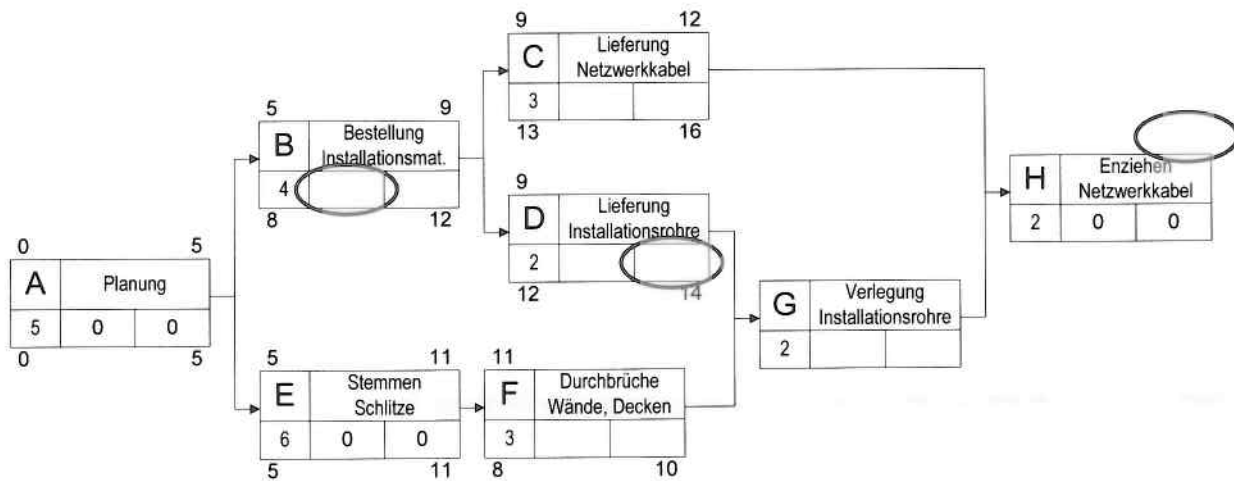 9 12
C Lieferung
Netzwerkkabel
3
13 16
5 9
B Bestellung
Installationsmat.
4
8 12
9
D Lieferung
Installationsrohre
2
12 14
H Enziehen
Netzwerkkabel
2 0 0
0 5
A Planung
5 0 0
0 5
G Verlegung
Installationsrohre
2
5 11
E Stemmen
Schlitze
6 0 0
5 11
11
F Durchbrüche
Wände, Decken
3
8 10